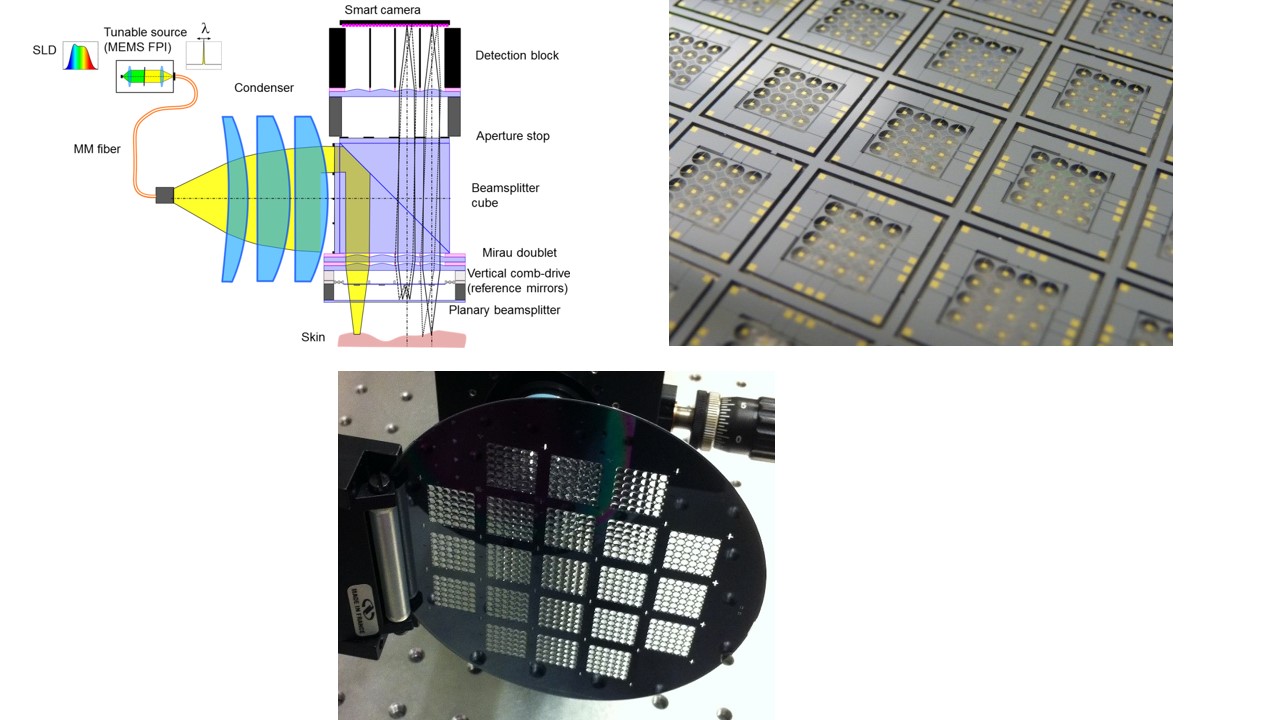 Smart camera
Tunable source
(MEMS FPI)
λ
SLD
Detection block
Condenser
Aperture stop
MM fiber
Beamsplitter
cube
Mirau doublet
Vertical comb-drive
(reference mirrors)
Planary beamsplitter
Skin
MADE IN FRANCE